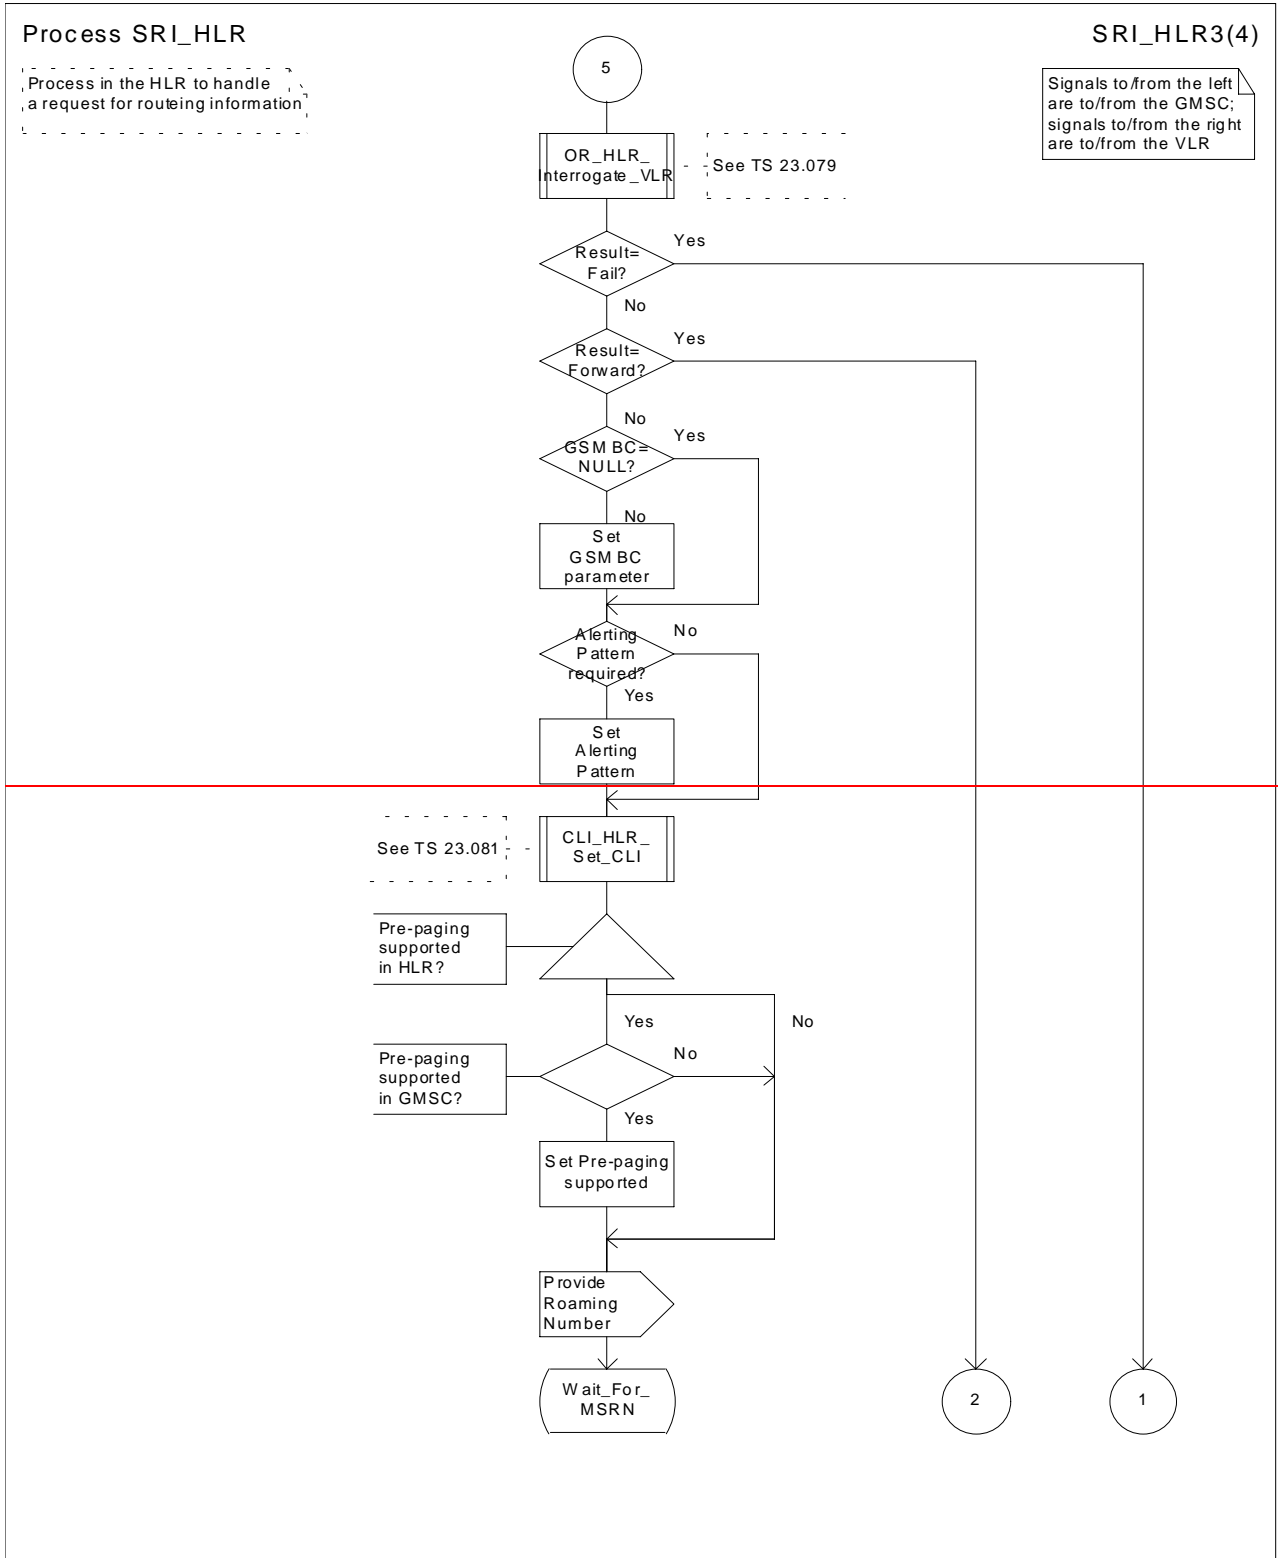 Process SRI_HLR
SRI_HLR3(4)
Process in the HLR to handle
a request for routeing information
5
Signals to/from the left
are to/from the GMSC;
signals to/from the right
are to/from the VLR
OR_HLR_
Interrogate_VLR
See TS 23.079
Result=
Fail?
Yes
No
Result=
Forward?
Yes
No
GSM BC=
NULL?
Yes
No
Set
GSM BC
parameter
Alerting
Pattern
required?
No
Yes
Set
Alerting
Pattern
See TS 23.081
CLI_HLR_
Set_CLI
Pre-paging
supported
in HLR?
Yes
No
Pre-paging
supported
in GMSC?
No
Yes
Set Pre-paging
supported
Provide
Roaming
Number
Wait_For_
MSRN
2
1